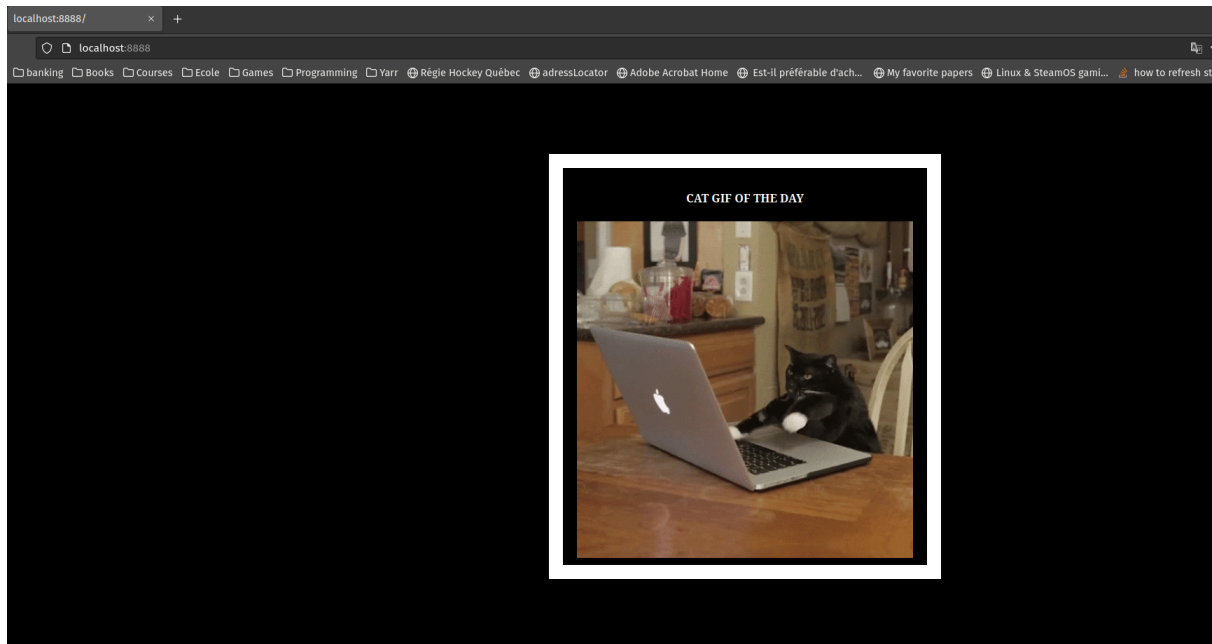 localhost:8888/
localhost:8888
banking Books Courses Ecole Games Programming Yarr Régie Hockey Québec adressLocator Adobe Acrobat Home Est-il préférable d'ach... My favorite papers Linux & SteamOS gami... how to refresh st
CAT GIF OF THE DAY